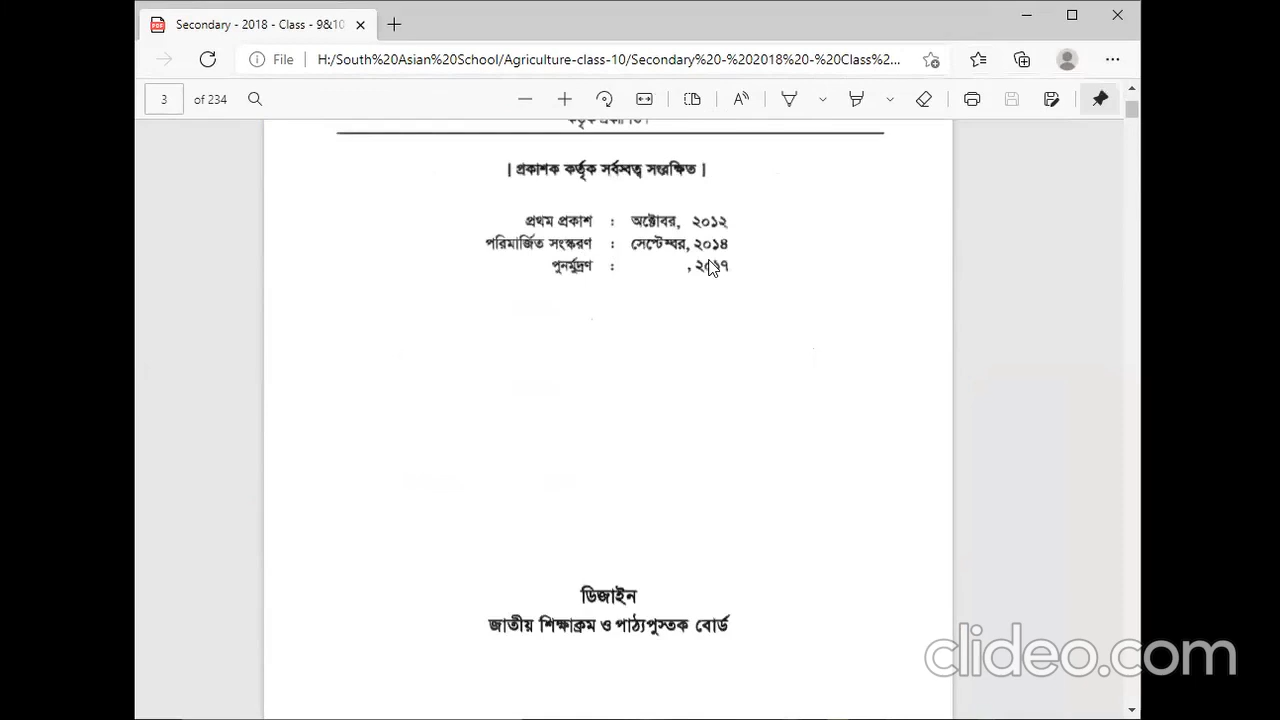 Secondary - 2018 - Class - 9&10
File H:/South%20Asian%20School/Agriculture-class-10/Secondary%20-%202018%20-%20Class%2...
3 of 234
| প্রকাশক কর্তৃক সর্বস্বত্ব সংরক্ষিত |
প্রথম প্রকাশ : অক্টোবর, ২০১২
পরিমার্জিত সংস্করণ : সেপ্টেম্বর, ২০১৪
পুনর্মুদ্রণ : , ২০১৭
ডিজাইন
জাতীয় শিক্ষাক্রম ও পাঠ্যপুস্তক বোর্ড
clideo.com